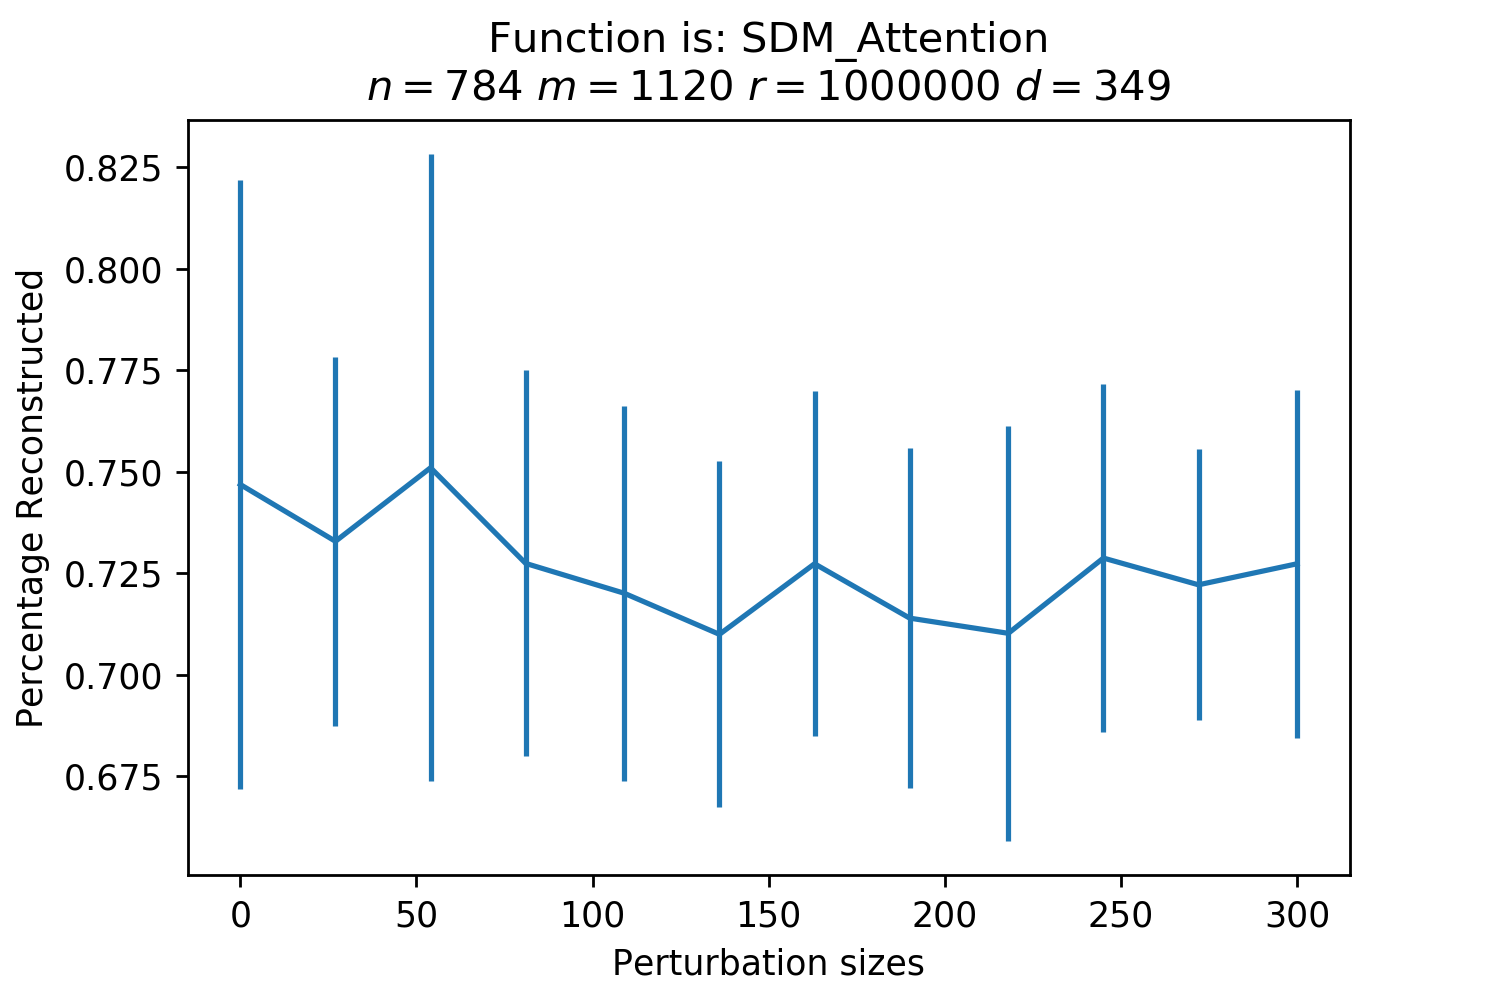 Function is: SDM_Attention
n = 784 m = 1120 r = 1000000 d = 349
Percentage Reconstructed
0.825
0.800
0.775
0.750
0.725
0.700
0.675
0 50 100 150 200 250 300
Perturbation sizes